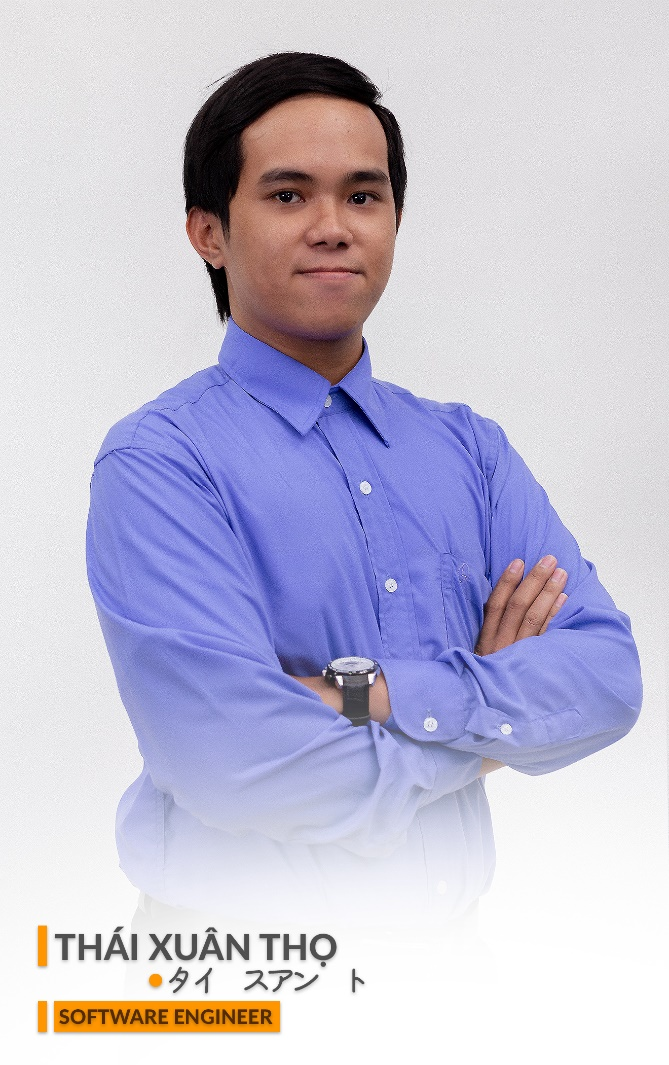 THÁI XUÂN THỌ
タイ スアン ト
SOFTWARE ENGINEER